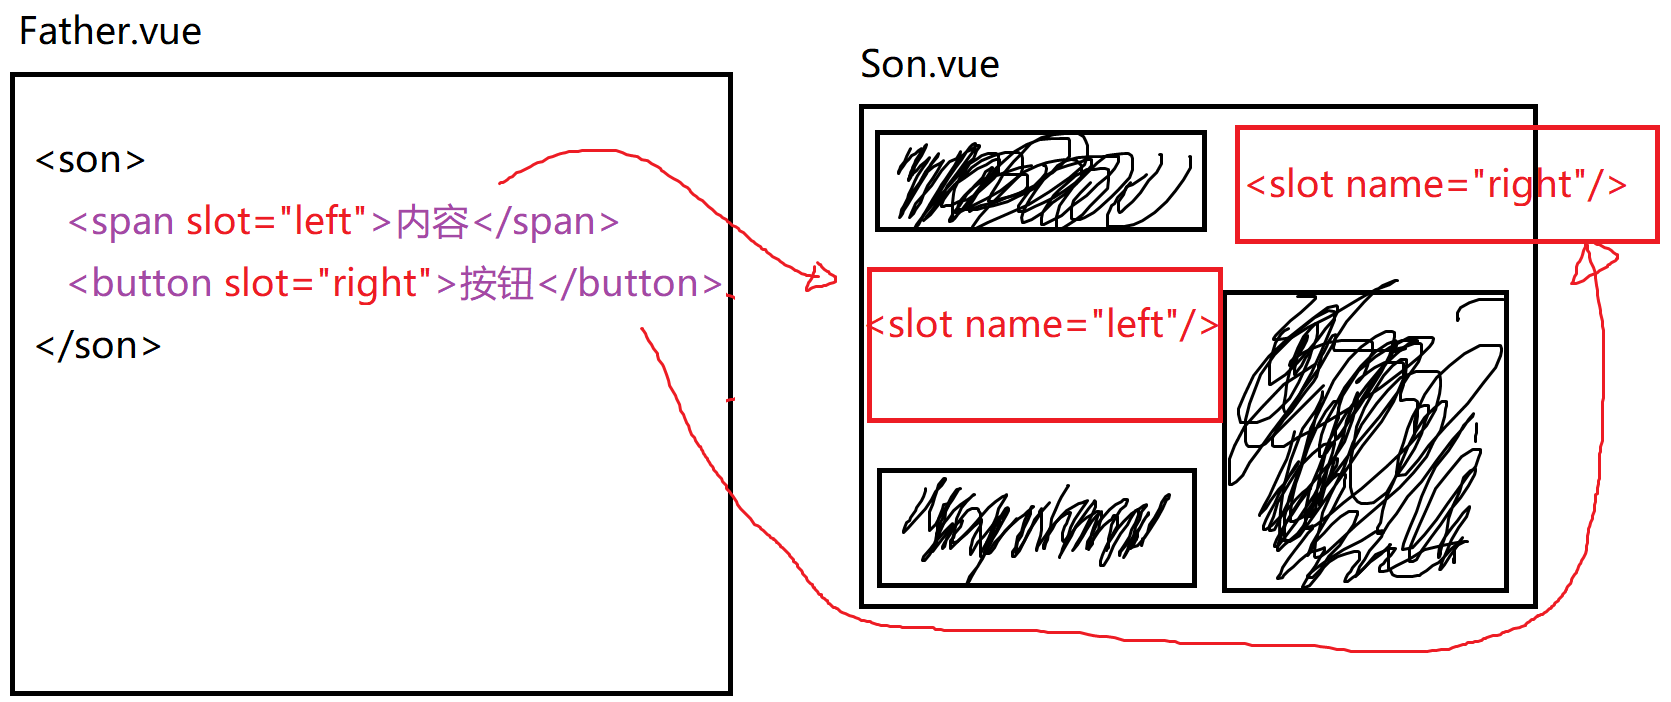 Father.vue
<son>
<span slot="left">内容</span>
<button slot="right">按钮</button>
</son>
Son.vue
<slot name="right"/>
<slot name="left"/>